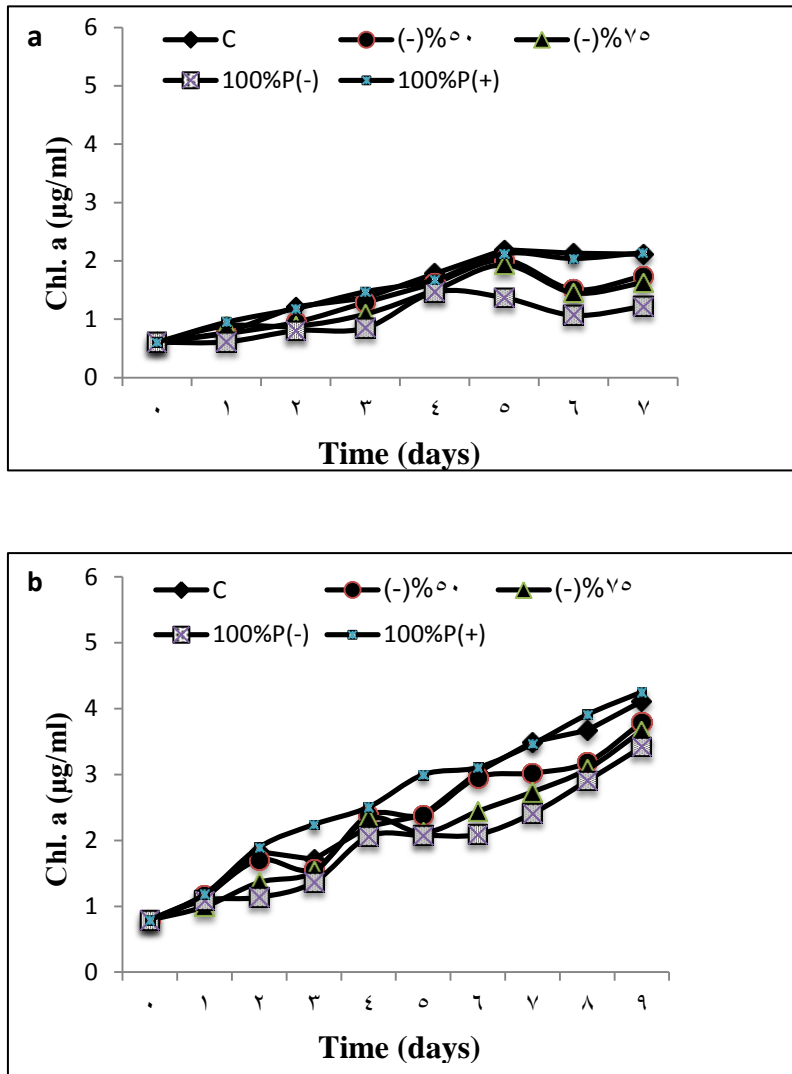 a
C (-)%٥٠ (-)%٧٥
100%P(-) 100%P(+)
6
5
4
3
2
1
0
Chl. a (µg/ml)
٠ ١ ٢ ٣ ٤ ٥ ٦ ٧
Time (days)
b
C (-)%٥٠ (-)%٧٥
100%P(-) 100%P(+)
6
5
4
3
2
1
0
Chl. a (µg/ml)
٠ ١ ٢ ٣ ٤ ٥ ٦ ٧ ٨ ٩
Time (days)